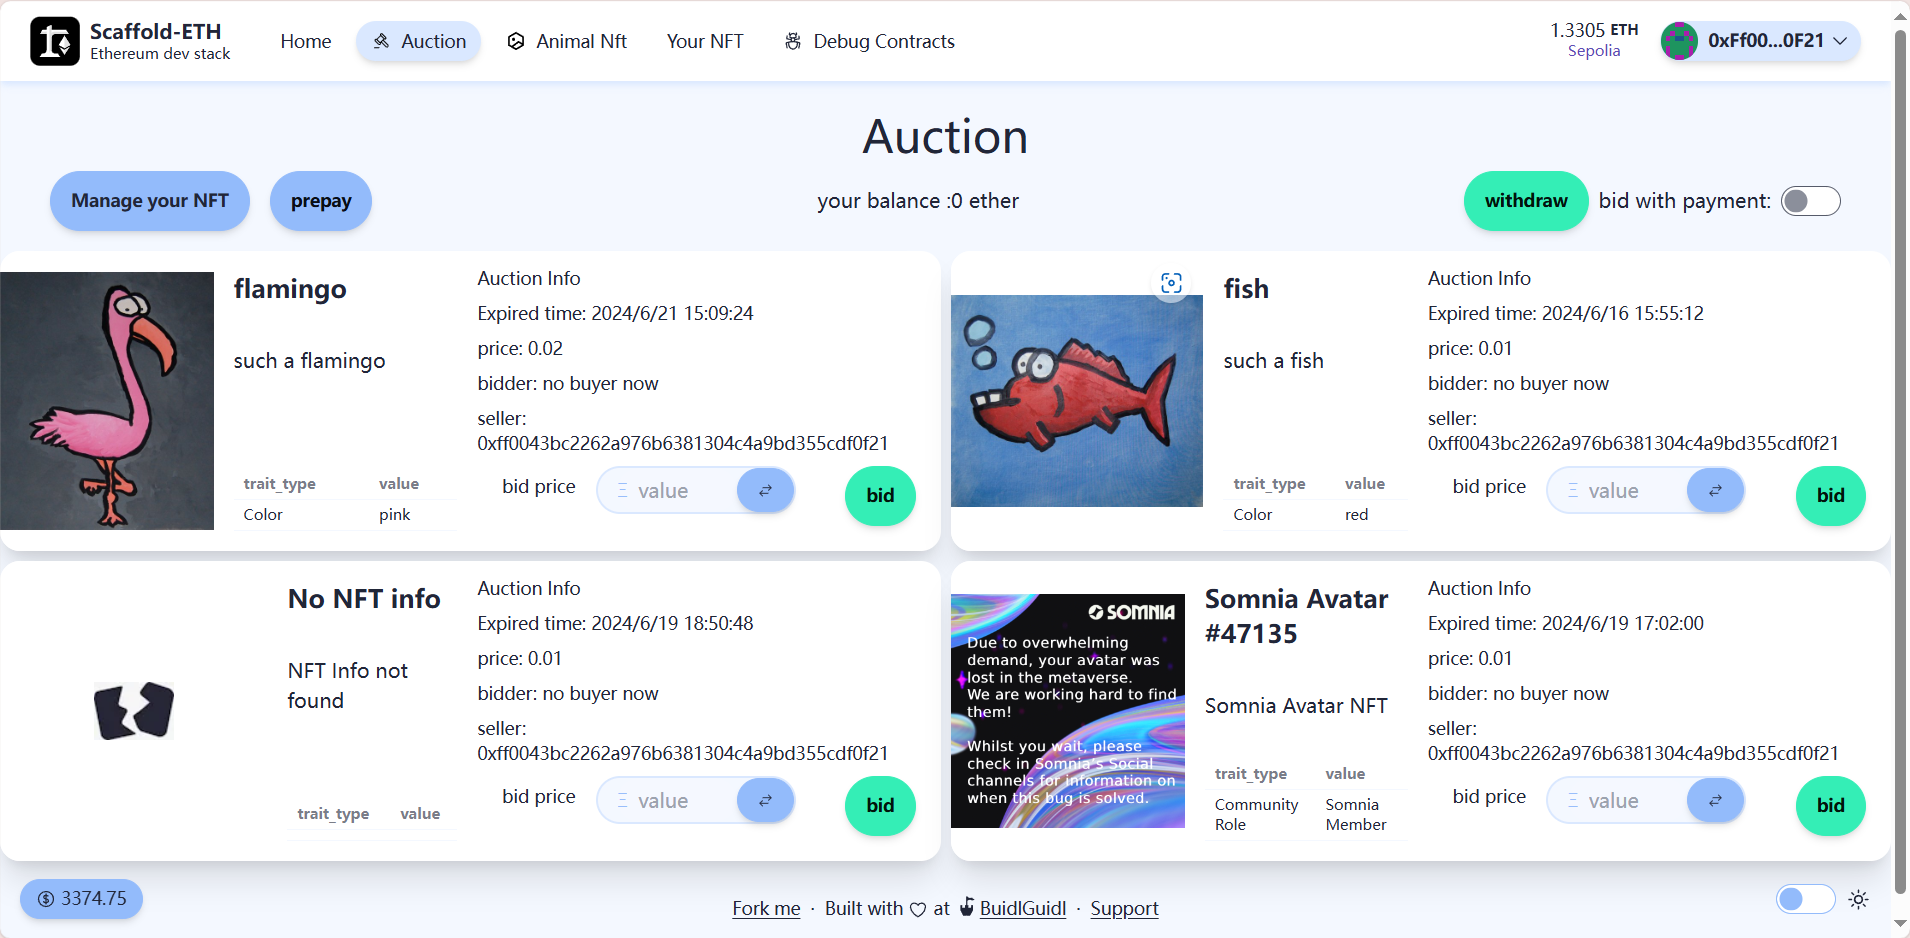 Scaffold-ETH
Ethereum dev stack
Home
Auction
Animal Nft
Your NFT
Debug Contracts
1.3305 ETH
Sepolia
0xFf00...0F21
Auction
Manage your NFT
prepay
your balance :0 ether
withdraw
bid with payment:
flamingo
such a flamingo
trait_type value
Color pink
Auction Info
Expired time: 2024/6/21 15:09:24
price: 0.02
bidder: no buyer now
seller:
0xff0043bc2262a976b6381304c4a9bd355cdf0f21
bid price
Ξ value
bid
fish
such a fish
trait_type value
Color red
Auction Info
Expired time: 2024/6/16 15:55:12
price: 0.01
bidder: no buyer now
seller:
0xff0043bc2262a976b6381304c4a9bd355cdf0f21
bid price
Ξ value
bid
No NFT info
NFT Info not
found
trait_type value
Auction Info
Expired time: 2024/6/19 18:50:48
price: 0.01
bidder: no buyer now
seller:
0xff0043bc2262a976b6381304c4a9bd355cdf0f21
bid price
Ξ value
bid
SOMNIA
Due to overwhelming
demand, your avatar was
lost in the metaverse.
We are working hard to find
them!
Whilst you wait, please
check in Somnia's Social
channels for information on
when this bug is solved.
Somnia Avatar
#47135
Somnia Avatar NFT
trait_type value
Community Somnia
Role Member
Auction Info
Expired time: 2024/6/19 17:02:00
price: 0.01
bidder: no buyer now
seller:
0xff0043bc2262a976b6381304c4a9bd355cdf0f21
bid price
Ξ value
bid
3374.75
Fork me · Built with ♡ at BuidlGuidl · Support